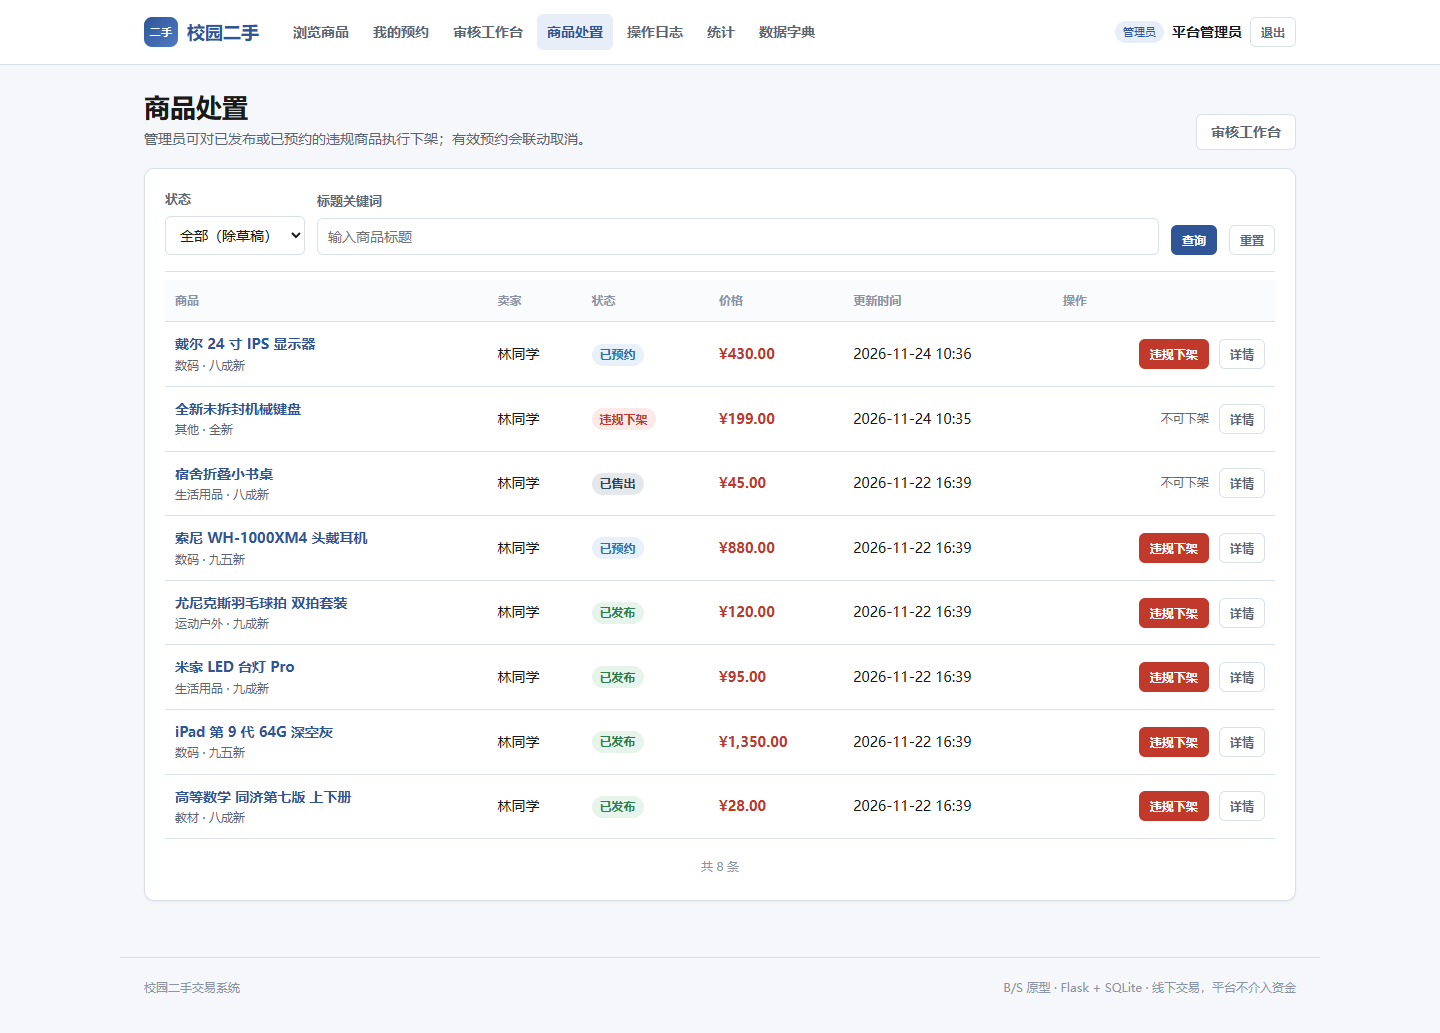 二手 校园二手 浏览商品 我的预约 审核工作台 商品处置 操作日志 统计 数据字典 管理员 平台管理员 退出
商品处置
管理员可对已发布或已预约的违规商品执行下架；有效预约会联动取消。
审核工作台
状态 标题关键词
全部（除草稿） 输入商品标题 查询 重置
商品 卖家 状态 价格 更新时间 操作
戴尔 24 寸 IPS 显示器
数码 · 八成新
林同学 已预约 ¥430.00 2026-11-24 10:36 违规下架 详情
全新未拆封机械键盘
其他 · 全新
林同学 违规下架 ¥199.00 2026-11-24 10:35 不可下架 详情
宿舍折叠小书桌
生活用品 · 八成新
林同学 已售出 ¥45.00 2026-11-22 16:39 不可下架 详情
索尼 WH-1000XM4 头戴耳机
数码 · 九五新
林同学 已预约 ¥880.00 2026-11-22 16:39 违规下架 详情
尤尼克斯羽毛球拍 双拍套装
运动户外 · 九成新
林同学 已发布 ¥120.00 2026-11-22 16:39 违规下架 详情
米家 LED 台灯 Pro
生活用品 · 九成新
林同学 已发布 ¥95.00 2026-11-22 16:39 违规下架 详情
iPad 第 9 代 64G 深空灰
数码 · 九五新
林同学 已发布 ¥1,350.00 2026-11-22 16:39 违规下架 详情
高等数学 同济第七版 上下册
教材 · 八成新
林同学 已发布 ¥28.00 2026-11-22 16:39 违规下架 详情
共 8 条
校园二手交易系统 B/S 原型 · Flask + SQLite · 线下交易，平台不介入资金